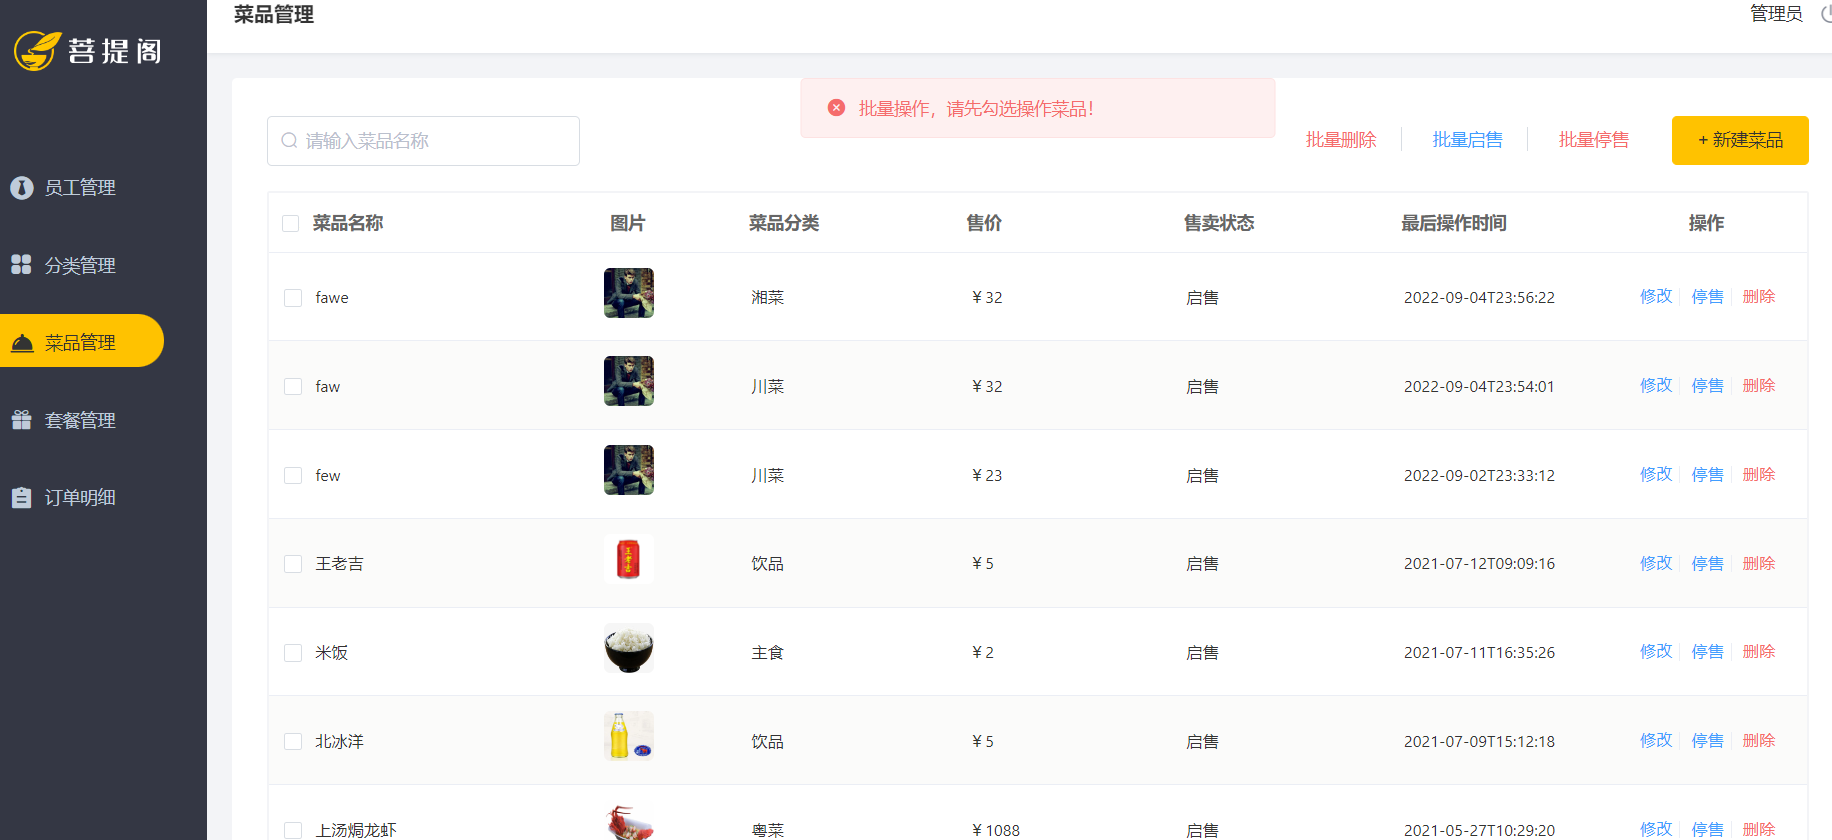 菜品管理
管理员
菩提阁
员工管理
分类管理
菜品管理
套餐管理
订单明细
批量操作，请先勾选操作菜品！
请输入菜品名称
批量删除 批量启售 批量停售 + 新建菜品
菜品名称 图片 菜品分类 售价 售卖状态 最后操作时间 操作
fawe 湘菜 ￥32 启售 2022-09-04T23:56:22 修改 停售 删除
faw 川菜 ￥32 启售 2022-09-04T23:54:01 修改 停售 删除
few 川菜 ￥23 启售 2022-09-02T23:33:12 修改 停售 删除
王老吉 王老吉 饮品 ￥5 启售 2021-07-12T09:09:16 修改 停售 删除
米饭 主食 ￥2 启售 2021-07-11T16:35:26 修改 停售 删除
北冰洋 饮品 ￥5 启售 2021-07-09T15:12:18 修改 停售 删除
上汤焗龙虾 粤菜 ￥1088 启售 2021-05-27T10:29:20 修改 停售 删除